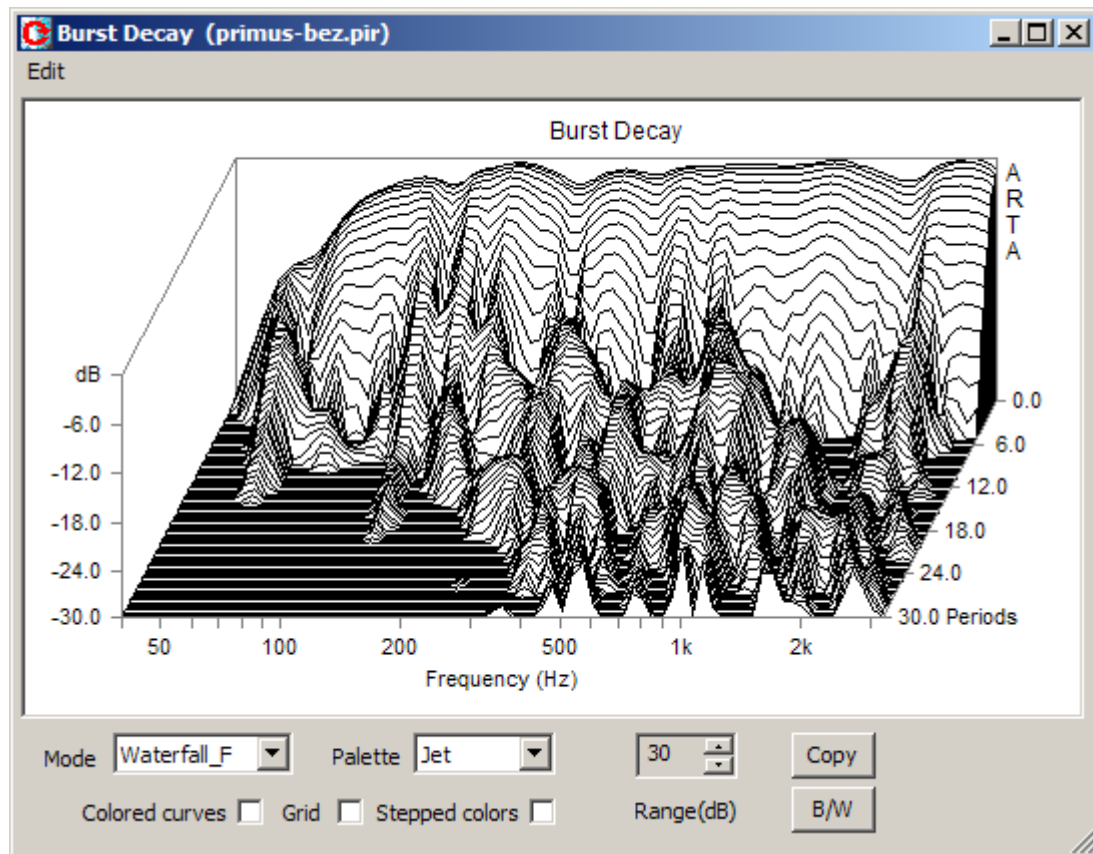 Burst Decay (primus-bez.pir)
Edit
Burst Decay
A
R
T
A
dB
-6.0
-12.0
-18.0
-24.0
-30.0
0.0
6.0
12.0
18.0
24.0
30.0 Periods
50 100 200 500 1k 2k
Frequency (Hz)
Mode Waterfall_F Palette Jet 30 Copy
Colored curves Grid Stepped colors Range(dB) B/W